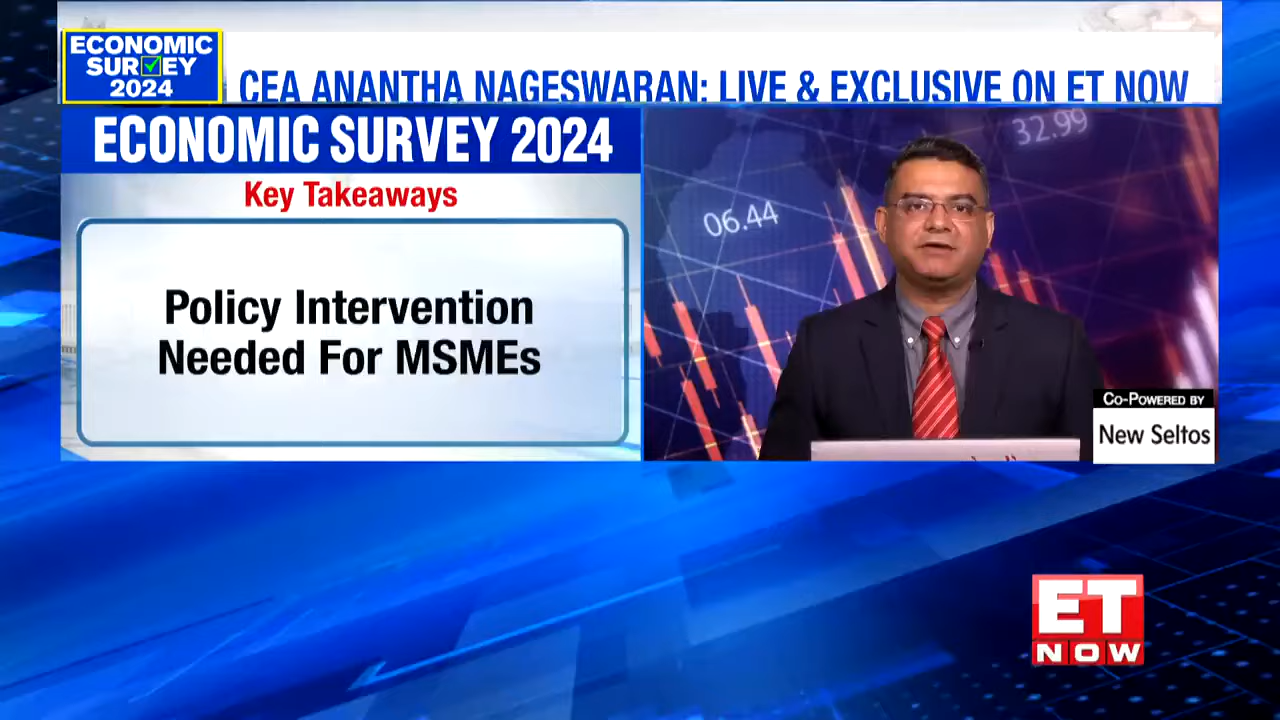 ECONOMIC
SURVEY
2024
CEA ANANTHA NAGESWARAN: LIVE & EXCLUSIVE ON ET NOW
ECONOMIC SURVEY 2024
Key Takeaways
Policy Intervention
Needed For MSMEs
06.44
32.99
CO-POWERED BY
New Seltos
ET
NOW